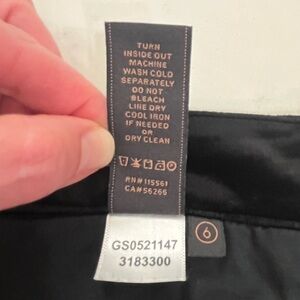 TURN
INSIDE OUT
MACHINE
WASH COLD
SEPARATELY
DO NOT
BLEACH
LINE DRY
COOL IRON
IF NEEDED
OR
DRY CLEAN
RN#115561
CA#56266
GS0521147
3183300
6